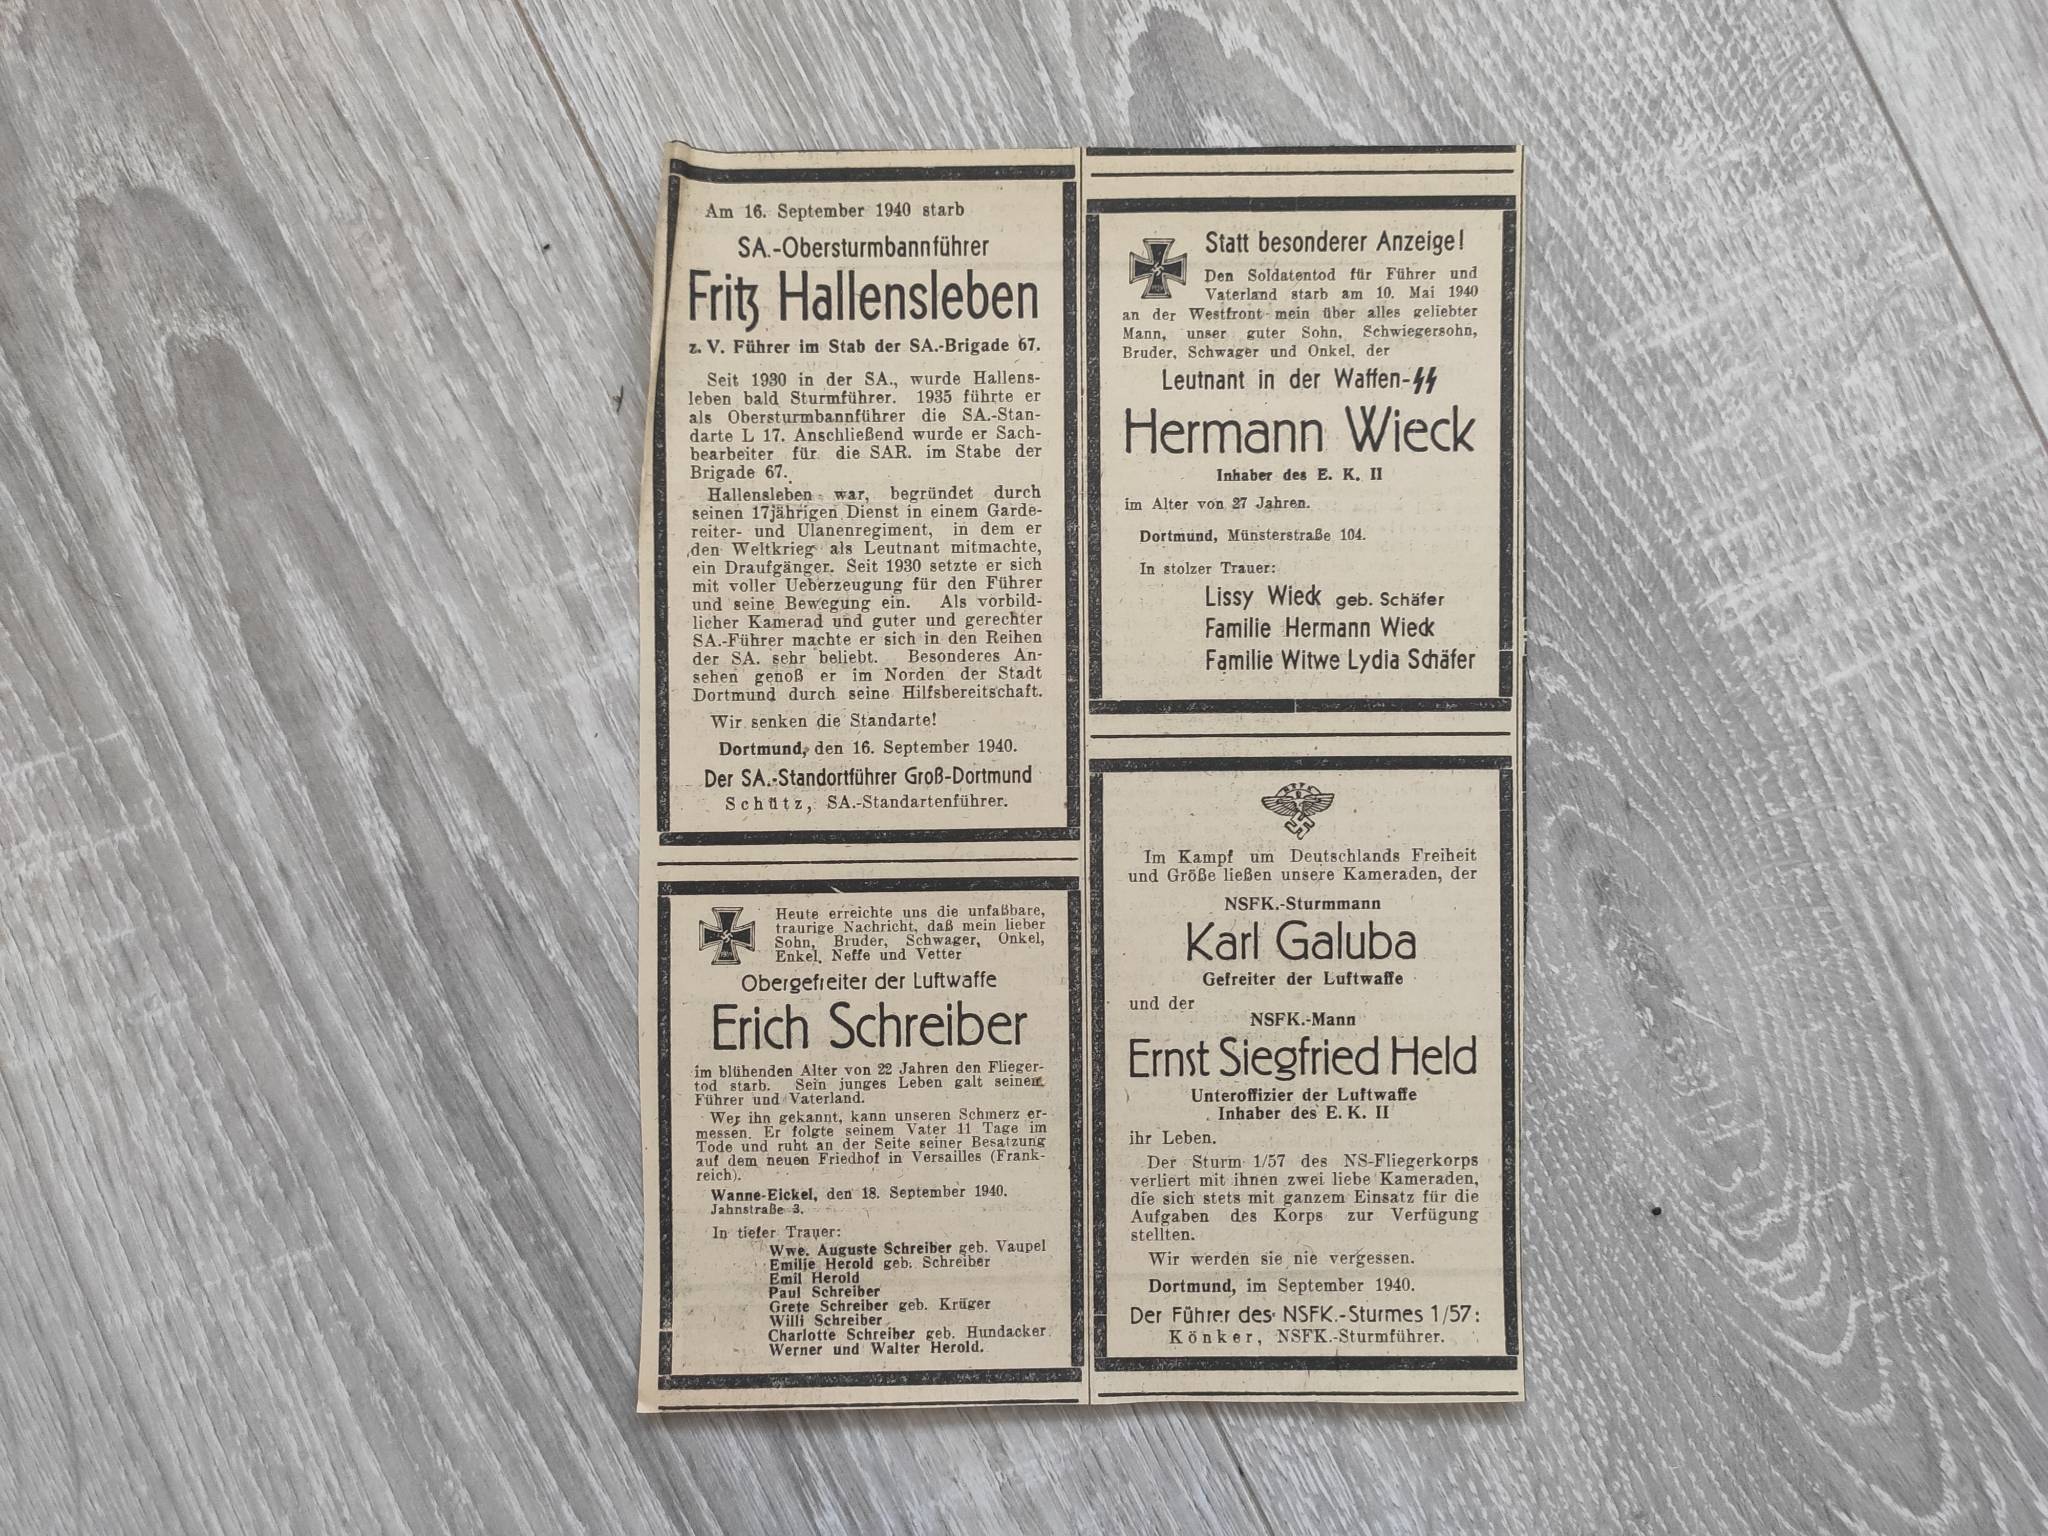 Am 16. September 1940 starb
SA.-Obersturmbannführer
Fritz Hallensleben
z. V. Führer im Stab der SA.-Brigade 67.
Seit 1930 in der SA., wurde Hallens-
leben bald Sturmführer. 1935 führte er
als Obersturmbannführer die SA.-Stan-
darte L 17. Anschließend wurde er Sach-
bearbeiter für die SAR. im Stabe der
Brigade 67.
Hallensleben war, begründet durch
seinen 17jährigen Dienst in einem Garde-
reiter- und Ulanenregiment, in dem er
den Weltkrieg als Leutnant mitmachte,
ein Draufgänger. Seit 1930 setzte er sich
mit voller Ueberzeugung für den Führer
und seine Bewegung ein. Als vorbild-
licher Kamerad und guter und gerechter
SA.-Führer machte er sich in den Reihen
der SA. sehr beliebt. Besonderes An-
sehen genoß er im Norden der Stadt
Dortmund durch seine Hilfsbereitschaft.
Wir senken die Standarte!
Dortmund, den 16. September 1940.
Der SA.-Standortführer Groß-Dortmund
Schütz, SA.-Standartenführer.
Heute erreichte uns die unfaßbare,
traurige Nachricht, daß mein lieber
Sohn, Bruder, Schwager, Onkel,
Enkel, Neffe und Vetter
Obergefreiter der Luftwaffe
Erich Schreiber
im blühenden Alter von 22 Jahren den Flieger-
tod starb. Sein junges Leben galt seinem
Führer und Vaterland.
Wer ihn gekannt, kann unseren Schmerz er-
messen. Er folgte seinem Vater 11 Tage im
Tode und ruht an der Seite seiner Besatzung
auf dem neuen Friedhof in Versailles (Frank-
reich).
Wanne-Eickel, den 18. September 1940.
Jahnstraße 3.
In tiefer Trauer:
Wwe. Auguste Schreiber geb. Vaupel
Emilie Herold geb. Schreiber
Emil Herold
Paul Schreiber
Grete Schreiber geb. Krüger
Willi Schreiber
Charlotte Schreiber geb. Hundacker
Werner und Walter Herold.
Statt besonderer Anzeige!
Den Soldatentod für Führer und
Vaterland starb am 10. Mai 1940
an der Westfront mein über alles geliebter
Mann, unser guter Sohn, Schwiegersohn,
Bruder, Schwager und Onkel, der
Leutnant in der Waffen-SS
Hermann Wieck
Inhaber des E. K. II
im Alter von 27 Jahren.
Dortmund, Münsterstraße 104.
In stolzer Trauer:
Lissy Wieck geb. Schäfer
Familie Hermann Wieck
Familie Witwe Lydia Schäfer
NSFK
Im Kampf um Deutschlands Freiheit
und Größe ließen unsere Kameraden, der
NSFK.-Sturmmann
Karl Galuba
Gefreiter der Luftwaffe
und der
NSFK.-Mann
Ernst Siegfried Held
Unteroffizier der Luftwaffe
Inhaber des E. K. II
ihr Leben.
Der Sturm 1/57 des NS-Fliegerkorps
verliert mit ihnen zwei liebe Kameraden,
die sich stets mit ganzem Einsatz für die
Aufgaben des Korps zur Verfügung
stellten.
Wir werden sie nie vergessen.
Dortmund, im September 1940.
Der Führer des NSFK.-Sturmes 1/57:
Könker, NSFK.-Sturmführer.